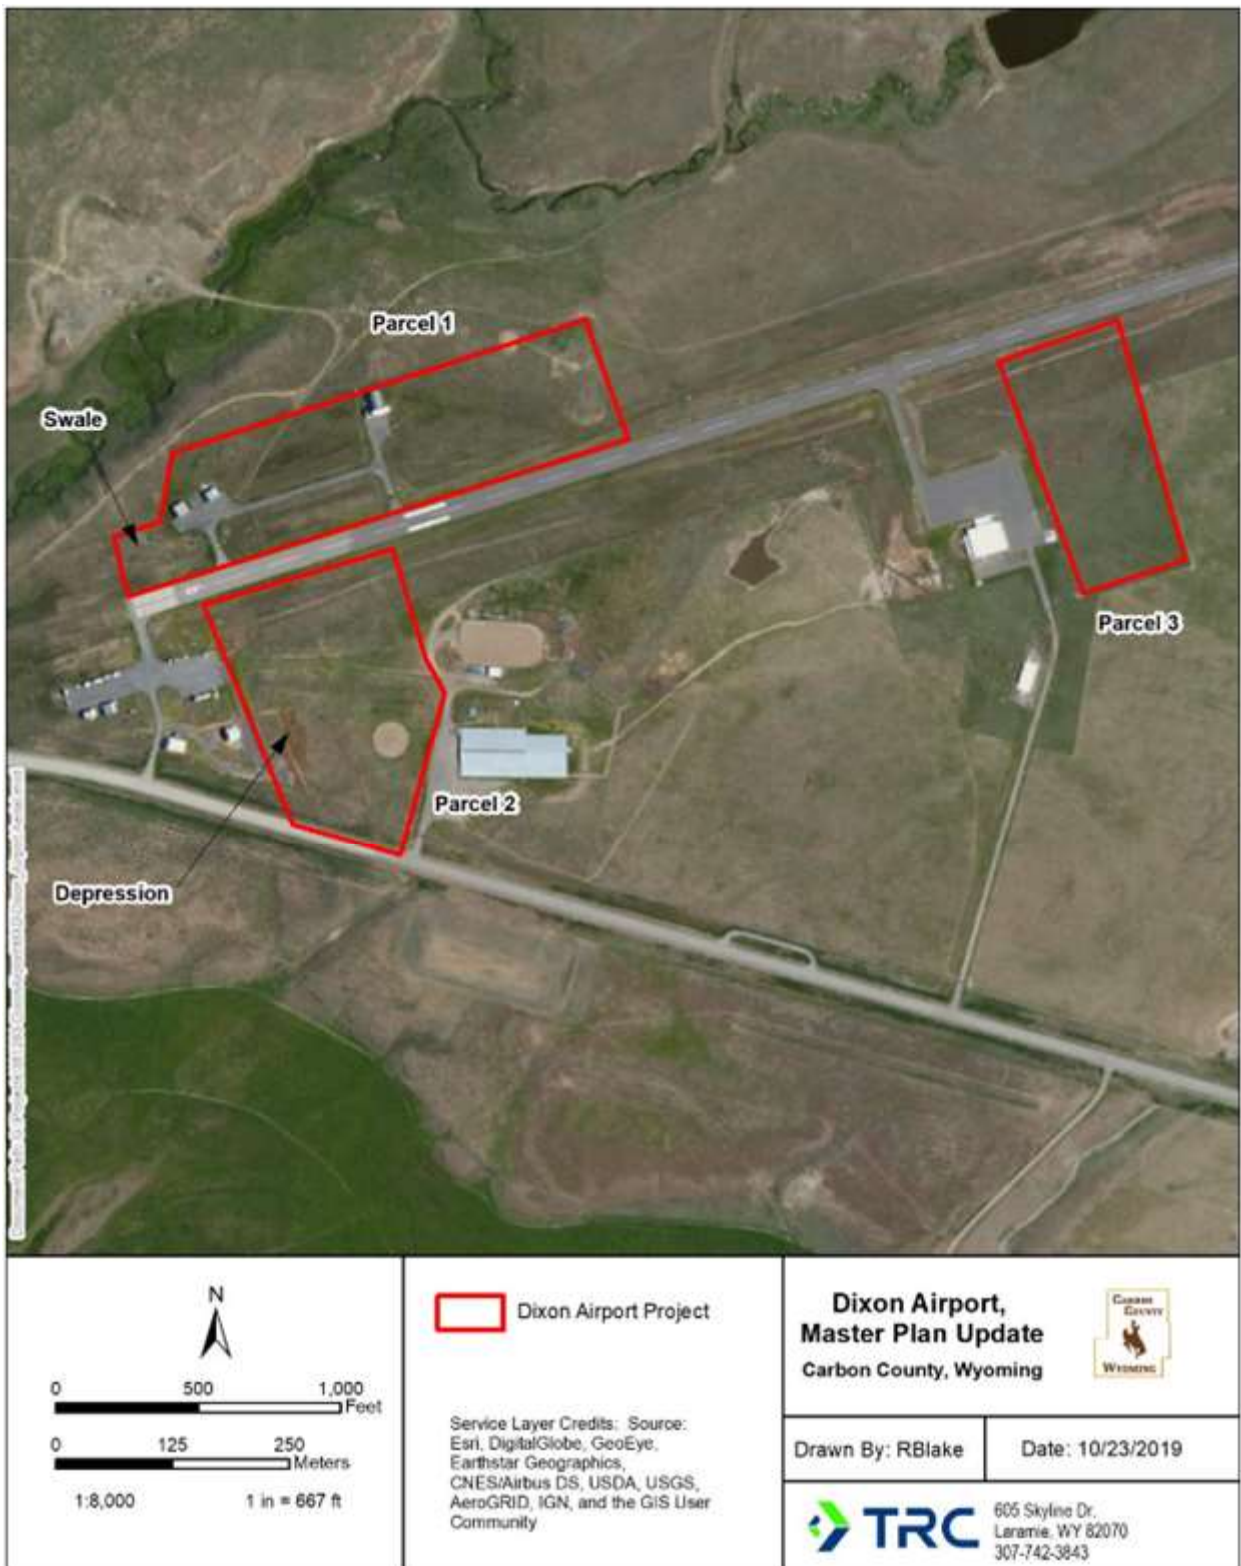 Parcel 1
Swale
Parcel 3
Parcel 2
Depression
N
0 500 1,000
Feet
0 125 250
Meters
1:8,000 1 in = 667 ft
Dixon Airport Project
Service Layer Credits: Source:
Esri, DigitalGlobe, GeoEye,
Earthstar Geographics,
CNES/Airbus DS, USDA, USGS,
AeroGRID, IGN, and the GIS User
Community
Dixon Airport,
Master Plan Update
Carbon County, Wyoming
CARBON
COUNTY
WYOMING
Drawn By: RBlake
Date: 10/23/2019
TRC
605 Skyline Dr.
Laramie, WY 82070
307-742-3843